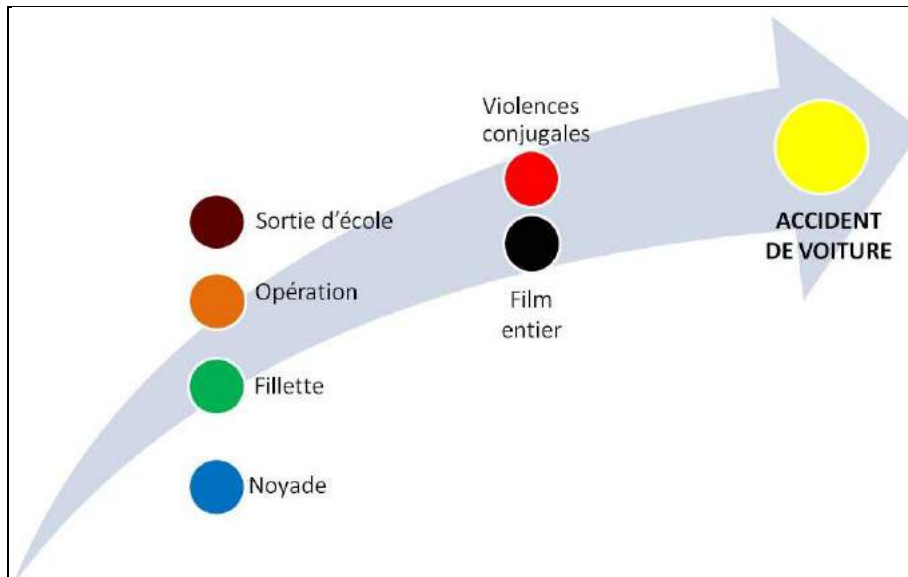 Violences
conjugales
Sortie d'école
ACCIDENT
DE VOITURE
Opération
Film
entier
Fillette
Noyade